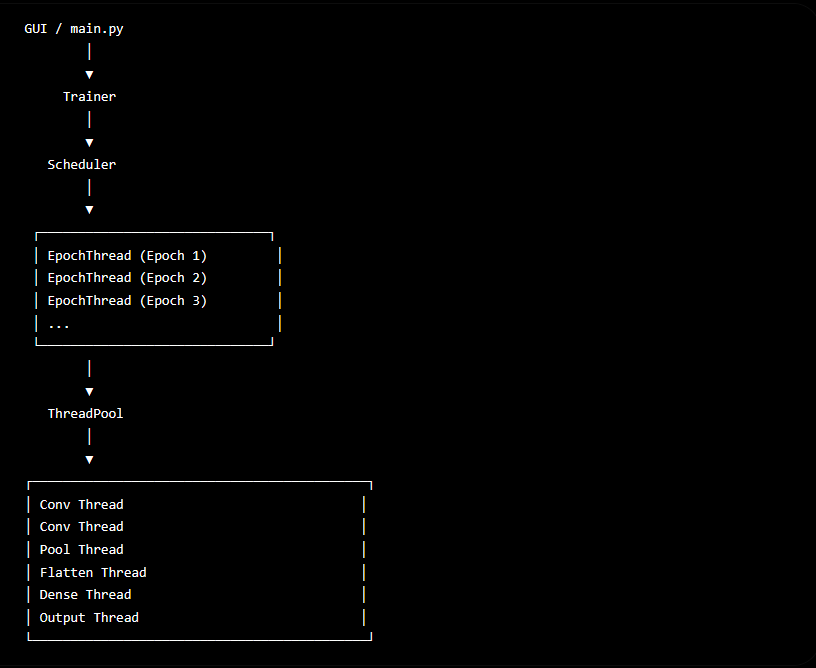 GUI / main.py
Trainer
Scheduler
EpochThread (Epoch 1)
EpochThread (Epoch 2)
EpochThread (Epoch 3)
...
ThreadPool
Conv Thread
Conv Thread
Pool Thread
Flatten Thread
Dense Thread
Output Thread